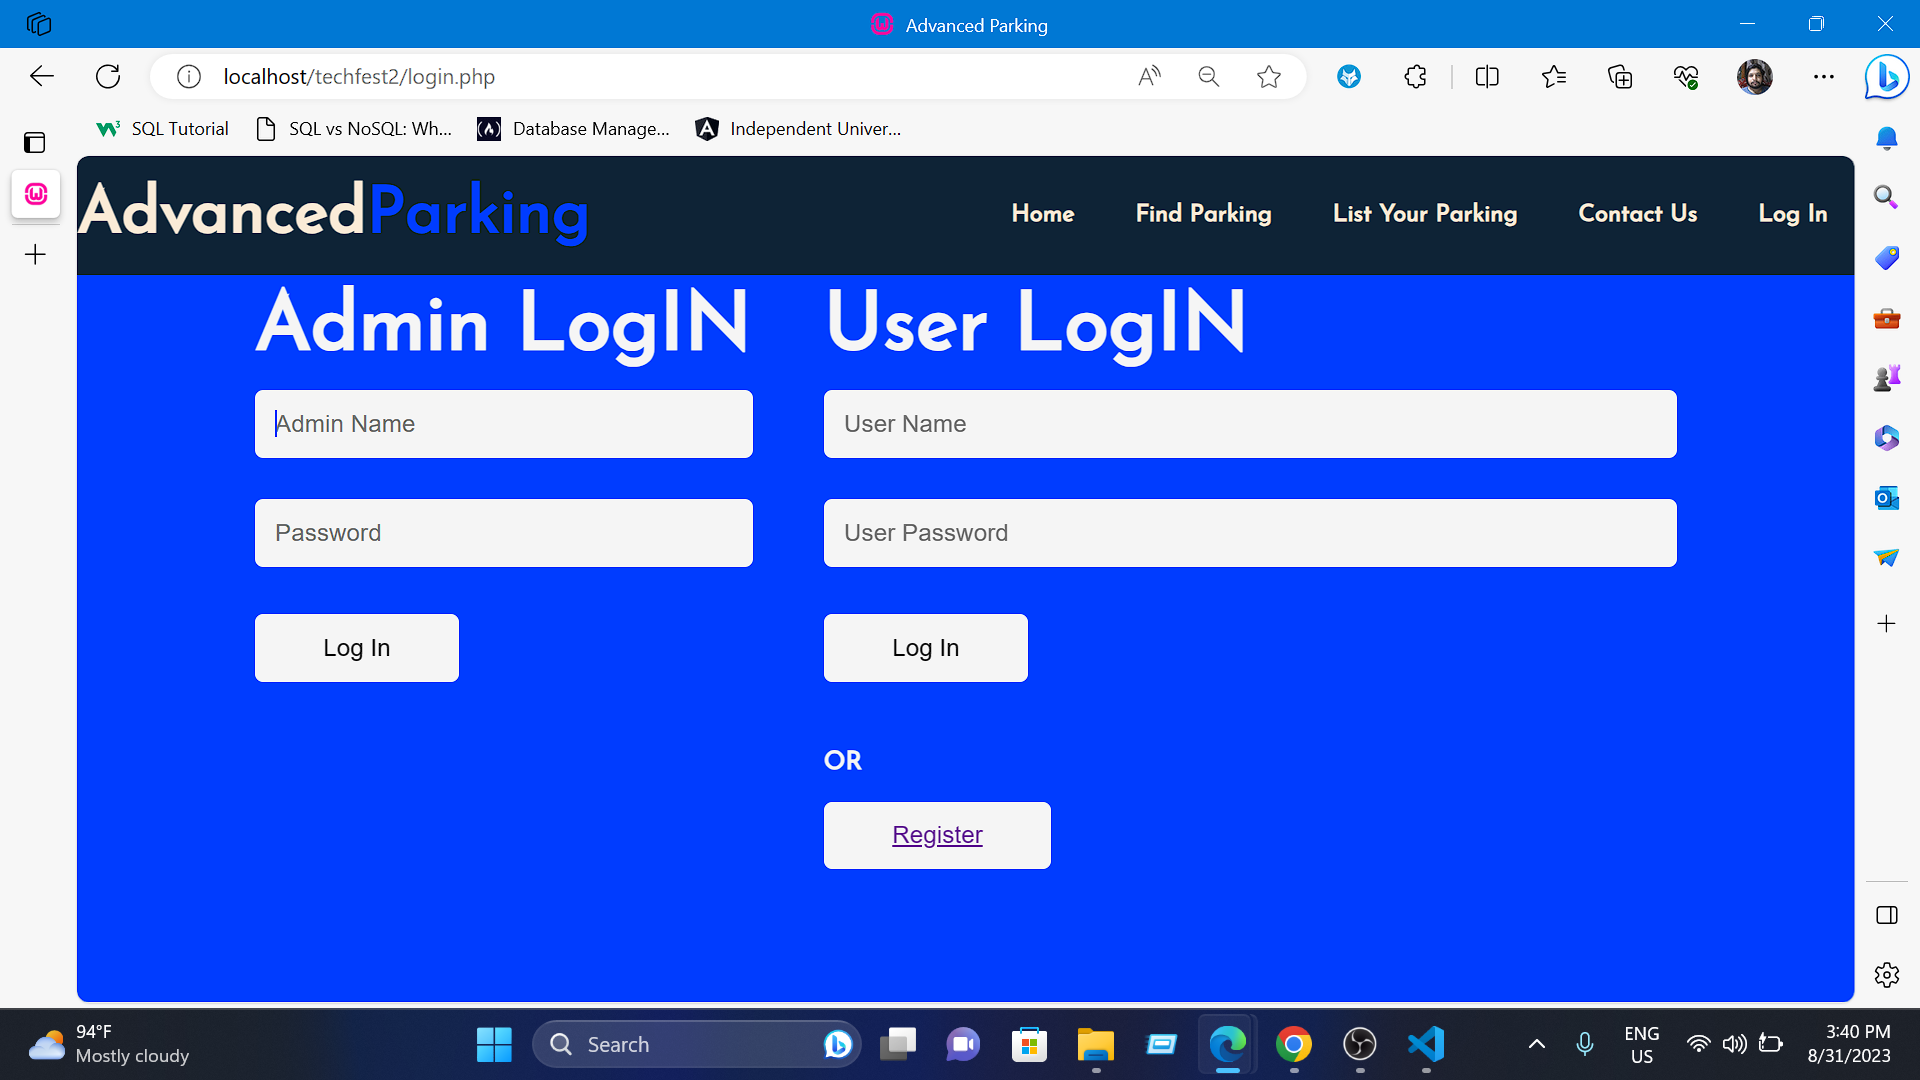 Advanced Parking
localhost/techfest2/login.php
SQL Tutorial
SQL vs NoSQL: Wh...
Database Manage...
Independent Univer...
AdvancedParking
Home
Find Parking
List Your Parking
Contact Us
Log In
Admin LogIN
User LogIN
Admin Name
User Name
Password
User Password
Log In
Log In
OR
Register
94°F
Mostly cloudy
Search
ENG
US
3:40 PM
8/31/2023